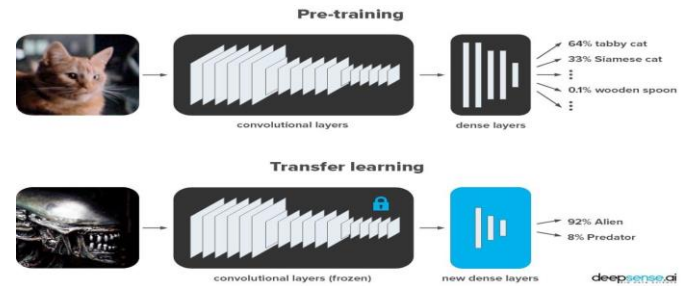 Pre-training
64% tabby cat
33% Siamese cat
0.1% wooden spoon
convolutional layers
dense layers
Transfer learning
92% Alien
8% Predator
convolutional layers (frozen)
new dense layers
deepsense.ai